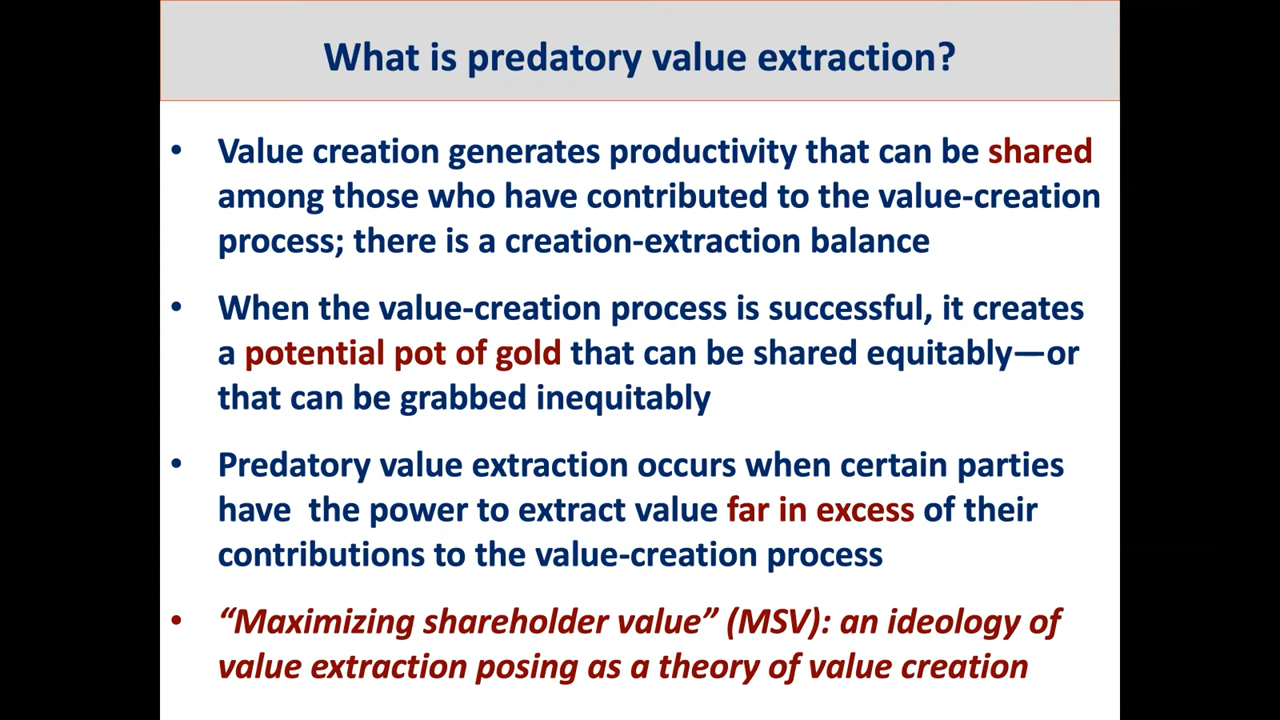 What is predatory value extraction?
• Value creation generates productivity that can be shared
among those who have contributed to the value-creation
process; there is a creation-extraction balance
• When the value-creation process is successful, it creates
a potential pot of gold that can be shared equitably—or
that can be grabbed inequitably
• Predatory value extraction occurs when certain parties
have the power to extract value far in excess of their
contributions to the value-creation process
• “Maximizing shareholder value” (MSV): an ideology of
value extraction posing as a theory of value creation